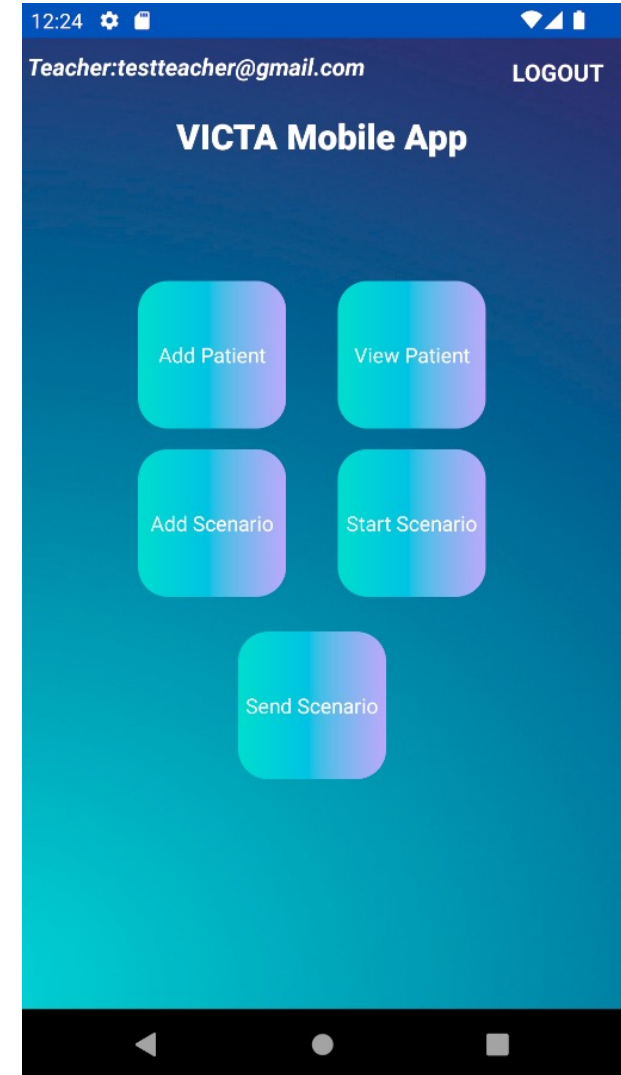 12:24
Teacher:testteacher@gmail.com
LOGOUT
VICTA Mobile App
Add Patient
View Patient
Add Scenario
Start Scenario
Send Scenario